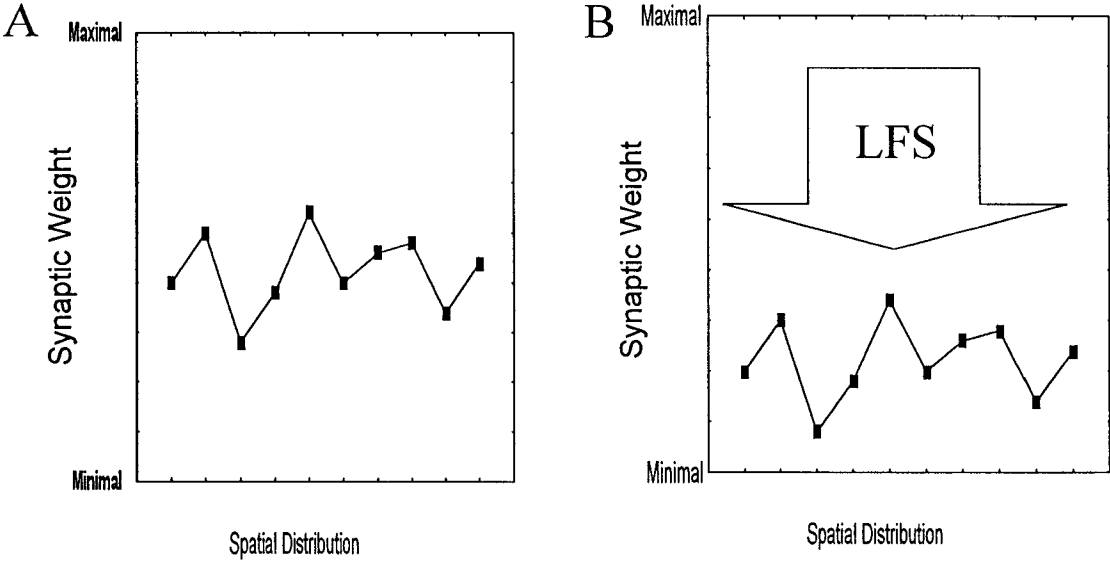 A
Maximal
Synaptic Weight
Minimal
Spatial Distribution
B
Maximal
LFS
Synaptic Weight
Minimal
Spatial Distribution